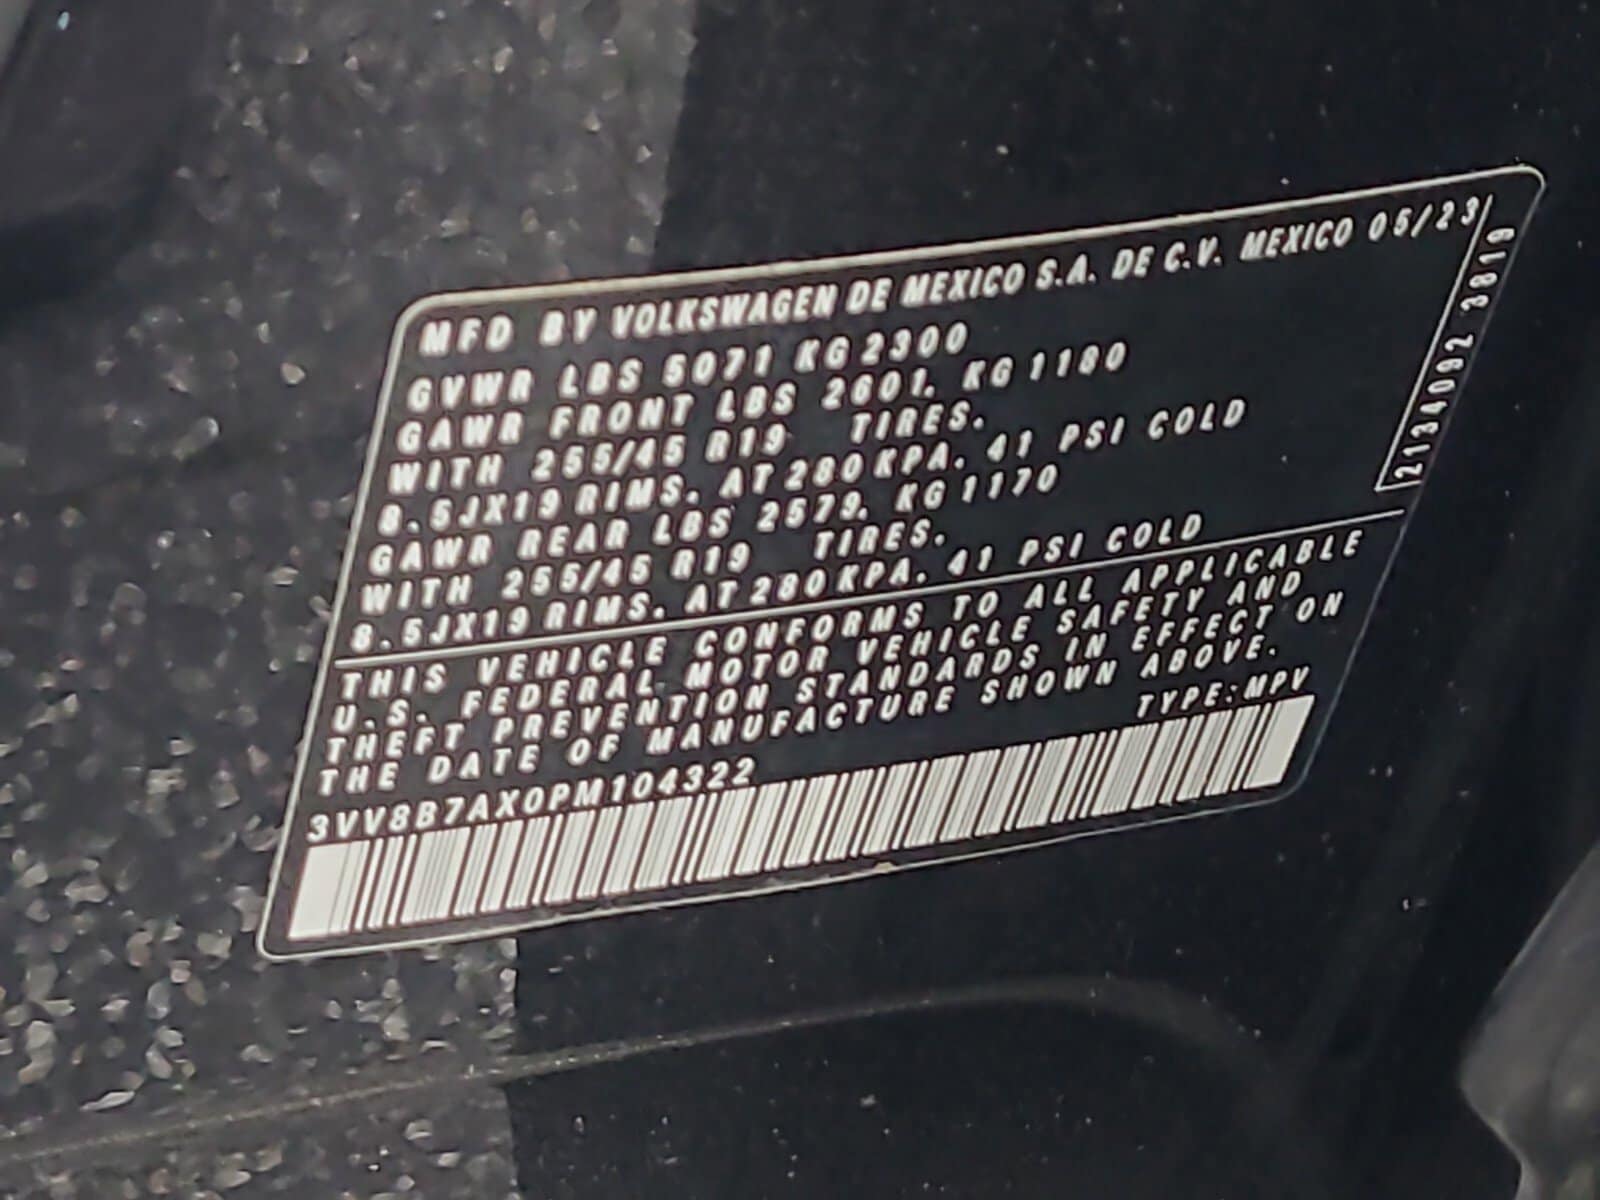 MFD BY VOLKSWAGEN DE MEXICO S.A. DE C.V. MEXICO 05/23
GVWR LBS 5071 KG 2300
GAWR FRONT LBS 2601. KG 1180
WITH 255/45 R19 TIRES.
8.5JX19 RIMS. AT 280 KPA. 41 PSI COLD
GAWR REAR LBS 2579. KG 1170
WITH 255/45 R19 TIRES.
8.5JX19 RIMS. AT 280 KPA. 41 PSI COLD
2134092 3819
THIS VEHICLE CONFORMS TO ALL APPLICABLE
U.S. FEDERAL MOTOR VEHICLE SAFETY AND
THEFT PREVENTION STANDARDS IN EFFECT ON
THE DATE OF MANUFACTURE SHOWN ABOVE.
TYPE:MPV
3VV8B7AX0PM104322